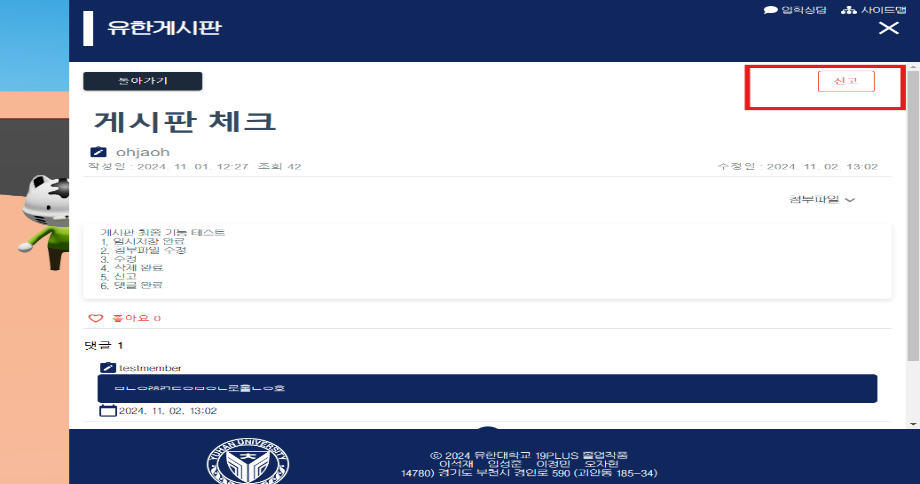 입학상담 사이트맵
유한게시판
돌아가기
신고
게시판 체크
ohjaoh
작성일 : 2024. 11. 01. 12:27 조회 42
수정일 : 2024. 11. 02. 13:02
첨부파일
게시판 최종 기능 테스트
1. 임시저장 완료
2. 첨부파일 수정
3. 수정
4. 삭제 완료
5. 신고
6. 댓글 완료
좋아요 0
댓글 1
testmember
2024. 11. 02. 13:02
YUHAN UNIVERSITY
© 2024 유한대학교 19PLUS 졸업작품
이석재 임성준 이정민 오자현
14780) 경기도 부천시 경인로 590 (괴안동 185-34)